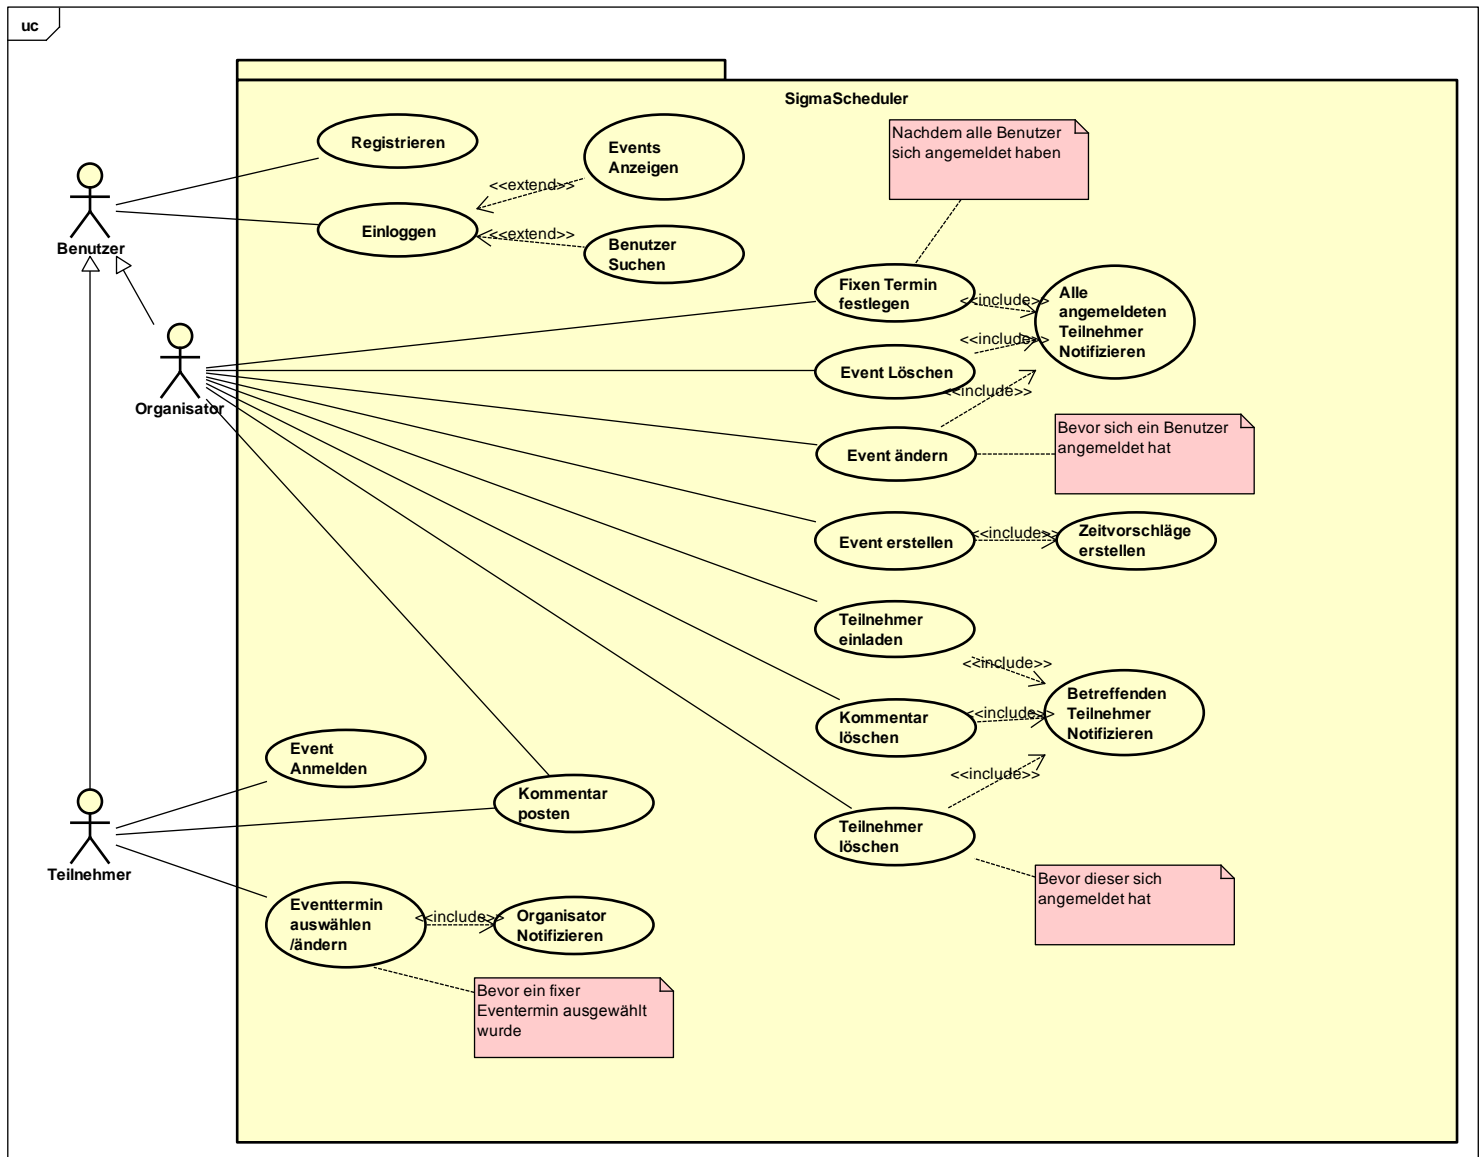 uc
SigmaScheduler
Nachdem alle Benutzer
sich angemeldet haben
Registrieren
Events
Anzeigen
<<extend>>
Einloggen
<<extend>>
Benutzer
Suchen
Benutzer
Fixen Termin
festlegen
<<include>>
Alle
angemeldeten
Teilnehmer
Notifizieren
<<include>>
Event Löschen
<<include>>
Organisator
Bevor sich ein Benutzer
angemeldet hat
Event ändern
Event erstellen
<<include>>
Zeitvorschläge
erstellen
Teilnehmer
einladen
<<include>>
Betreffenden
Teilnehmer
Notifizieren
Kommentar
löschen
<<include>>
Event
Anmelden
<<include>>
Kommentar
posten
Teilnehmer
löschen
Teilnehmer
Bevor dieser sich
angemeldet hat
Eventtermin
auswählen
/ändern
<<include>>
Organisator
Notifizieren
Bevor ein fixer
Eventermin ausgewählt
wurde